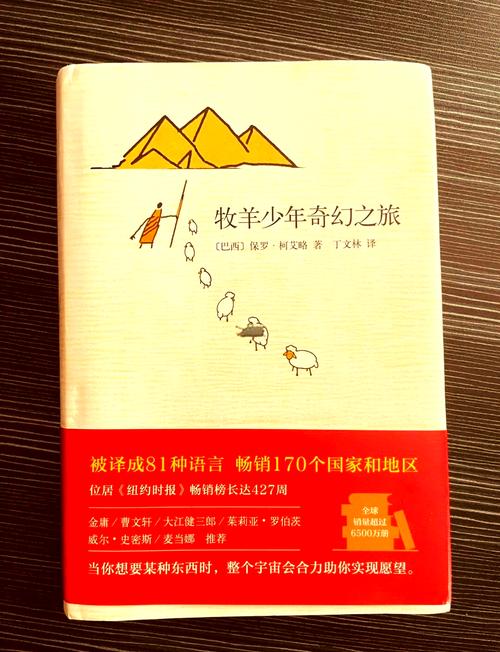 牧羊少年奇幻之旅
〔巴西〕保罗·柯艾略 著 丁文林 译
被译成81种语言 畅销170个国家和地区
位居《纽约时报》畅销榜长达427周
金庸/曹文轩/大江健三郎/茱莉亚·罗伯茨
威尔·史密斯/麦当娜 推荐
全球
销量超过
6500万册
当你想要某种东西时，整个宇宙会合力助你实现愿望。